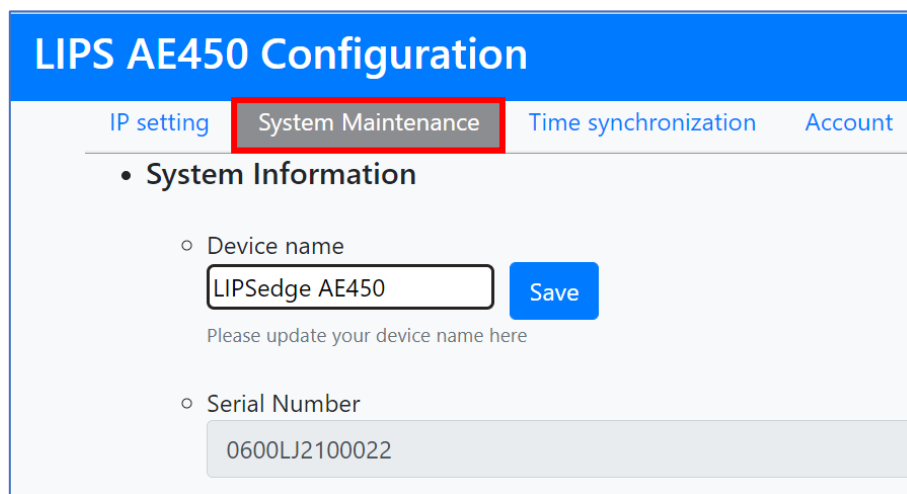 LIPS AE450 Configuration
IP setting System Maintenance Time synchronization Account
System Information
Device name
LIPSedge AE450 Save
Please update your device name here
Serial Number
0600LJ2100022